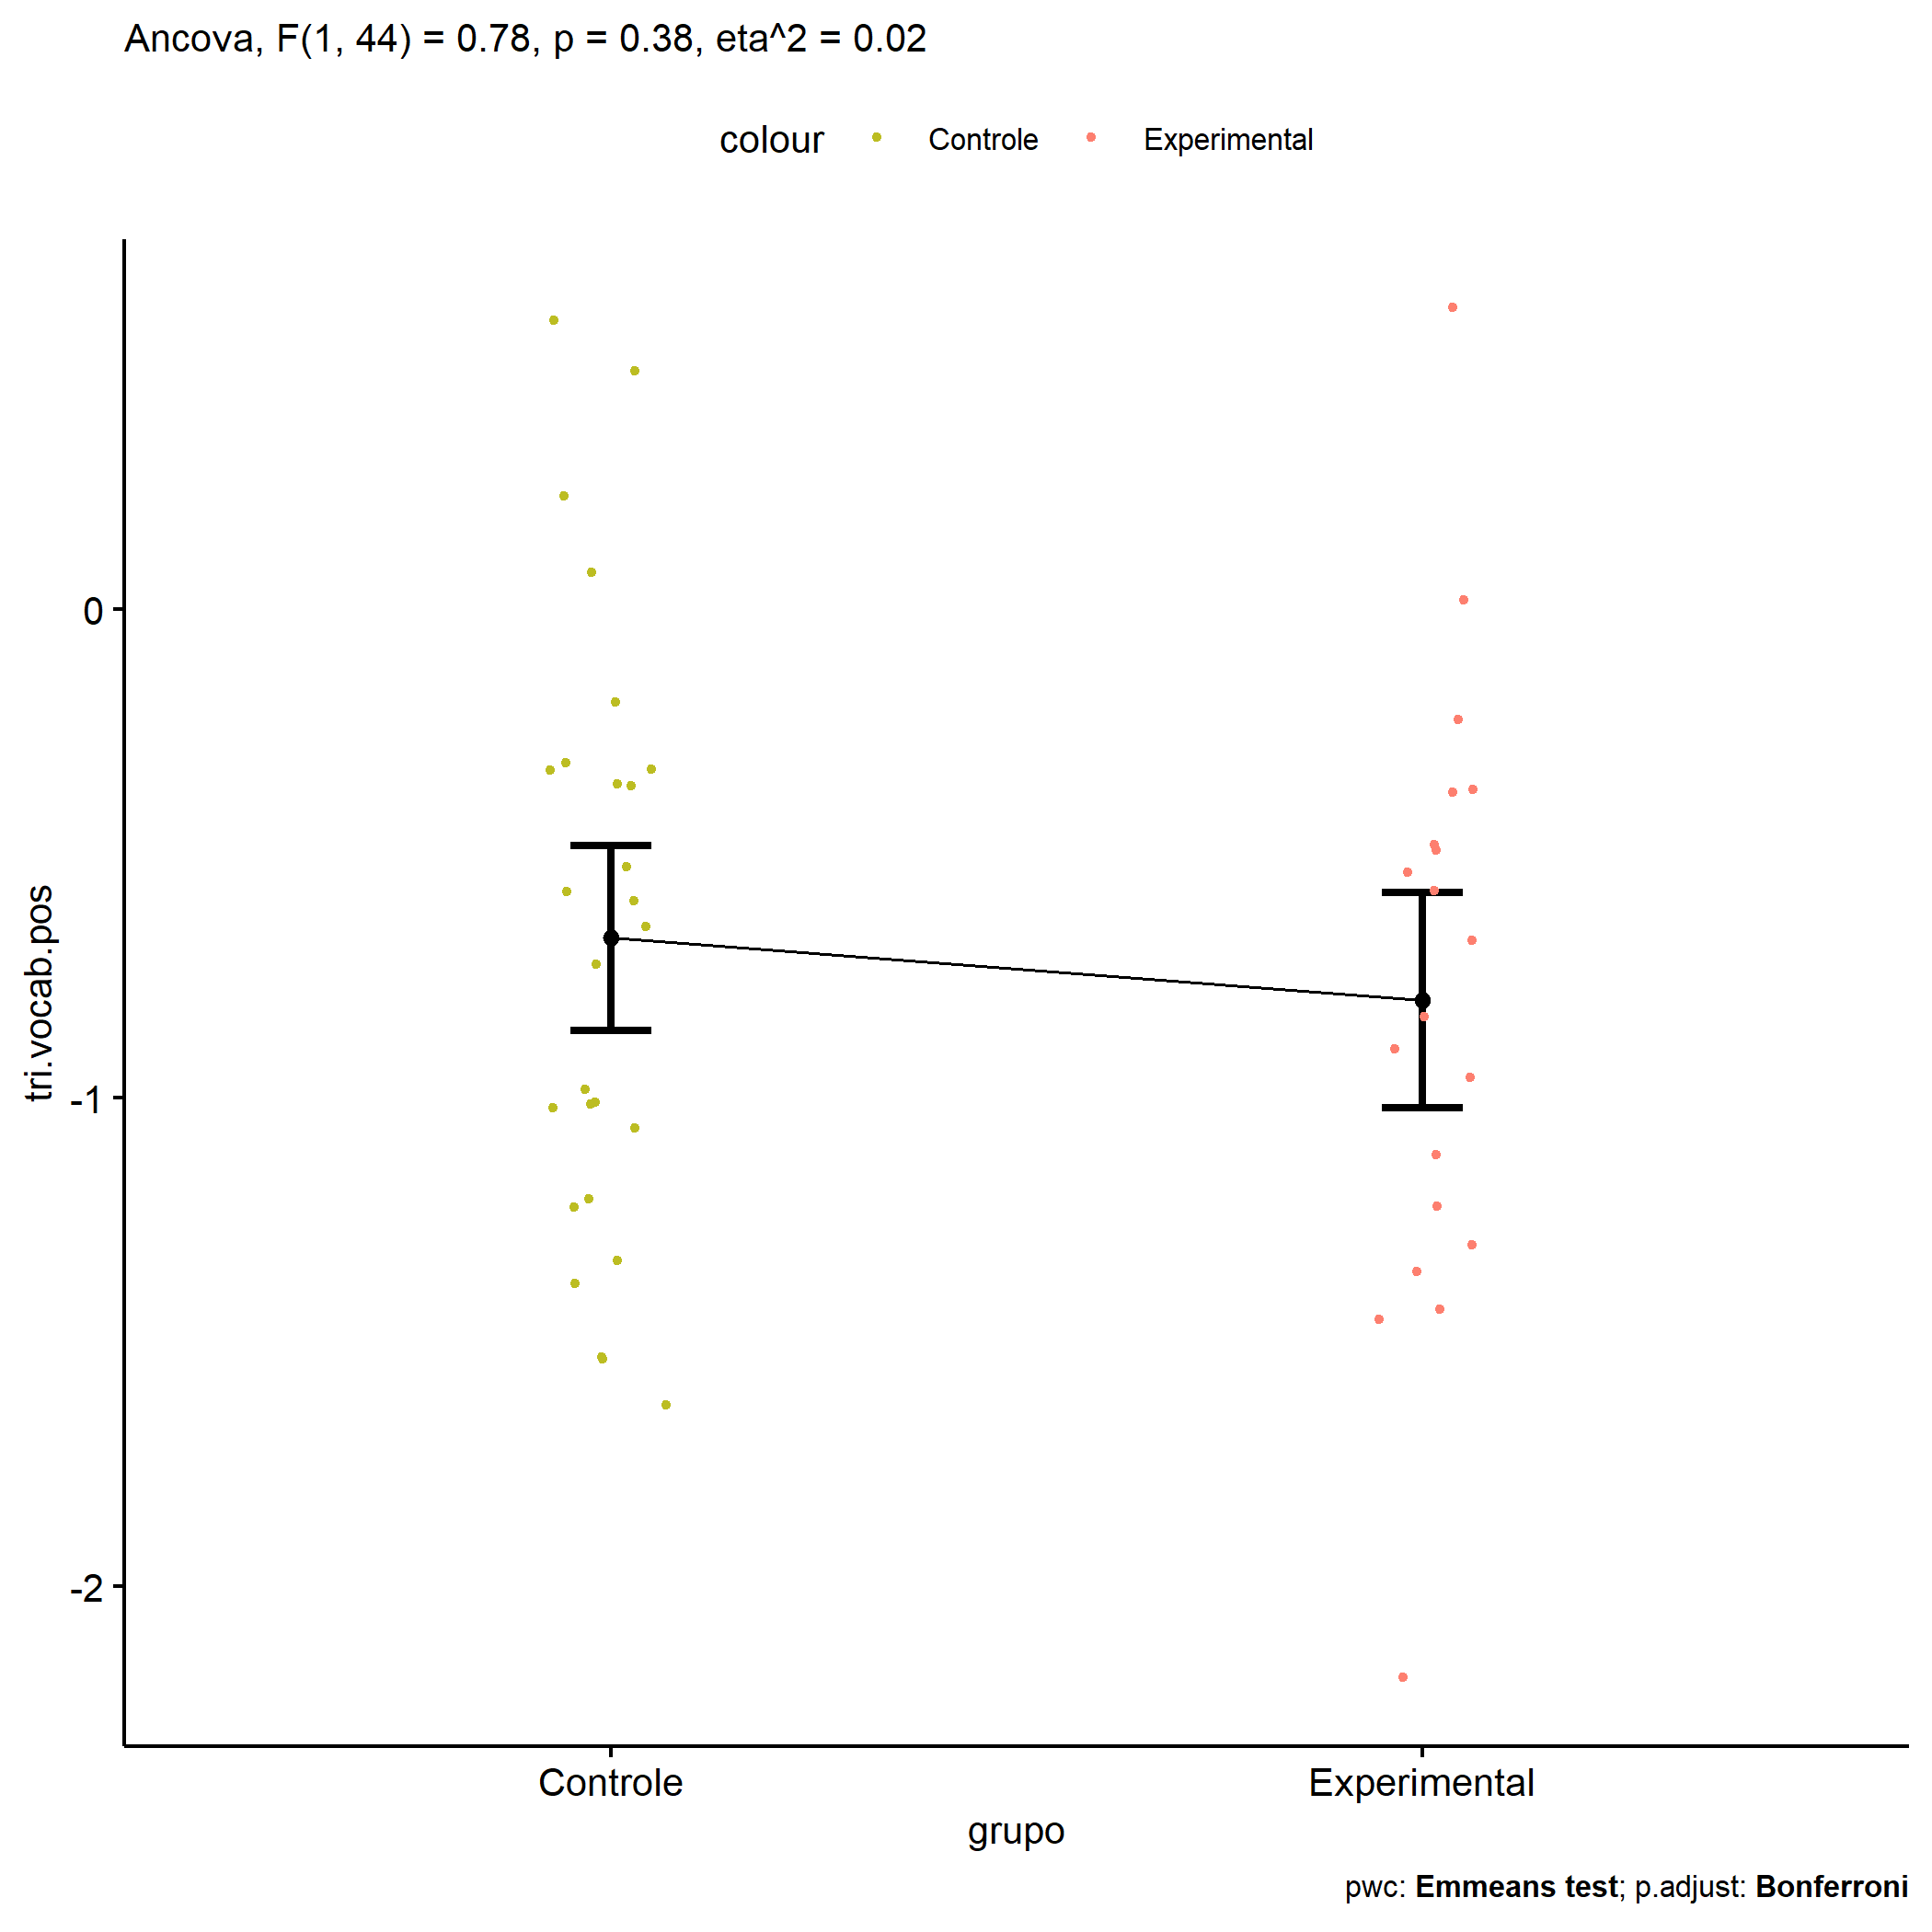 Ancova, F(1, 44) = 0.78, p = 0.38, eta^2 = 0.02
colour Controle Experimental
tri.vocab.pos
0
-1
-2
Controle Experimental
grupo
pwc: Emmeans test; p.adjust: Bonferroni